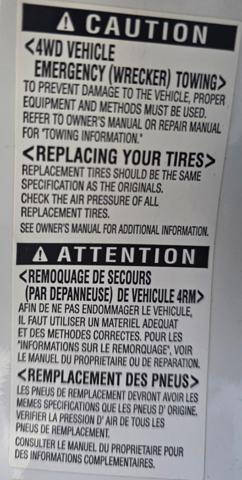 ⚠ CAUTION
<4WD VEHICLE
EMERGENCY (WRECKER) TOWING>
TO PREVENT DAMAGE TO THE VEHICLE, PROPER
EQUIPMENT AND METHODS MUST BE USED.
REFER TO OWNER'S MANUAL OR REPAIR MANUAL
FOR "TOWING INFORMATION."
<REPLACING YOUR TIRES>
REPLACEMENT TIRES SHOULD BE THE SAME
SPECIFICATION AS THE ORIGINALS.
CHECK THE AIR PRESSURE OF ALL
REPLACEMENT TIRES.
SEE OWNER'S MANUAL FOR ADDITIONAL INFORMATION.
⚠ ATTENTION
<REMOQUAGE DE SECOURS
(PAR DEPANNEUSE) DE VEHICULE 4RM>
AFIN DE NE PAS ENDOMMAGER LE VEHICULE,
IL FAUT UTILISER UN MATERIEL ADEQUAT
ET DES METHODES CORRECTES. POUR LES
"INFORMATIONS SUR LE REMORQUAGE", VOIR
LE MANUEL DU PROPRIETAIRE OU DE REPARATION.
<REMPLACEMENT DES PNEUS>
LES PNEUS DE REMPLACEMENT DEVRONT AVOIR LES
MEMES SPECIFICATIONS QUE LES PNEUS D' ORIGINE.
VERIFIER LA PRESSION D' AIR DE TOUS LES
PNEUS DE REMPLACEMENT.
CONSULTER LE MANUEL DU PROPRIETAIRE POUR
DES INFORMATIONS COMPLEMENTAIRES.